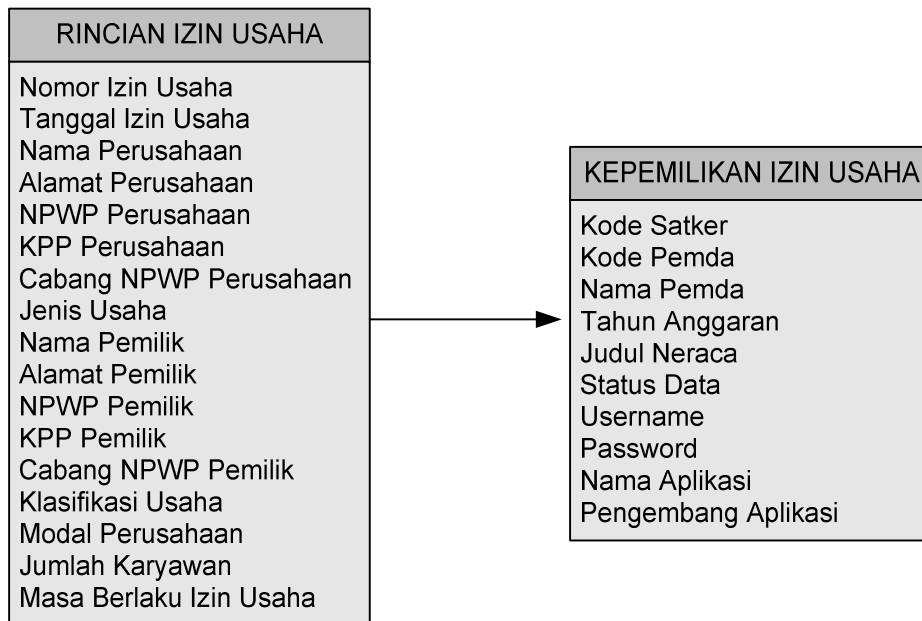 RINCIAN IZIN USAHA
Nomor Izin Usaha
Tanggal Izin Usaha
Nama Perusahaan
Alamat Perusahaan
NPWP Perusahaan
KPP Perusahaan
Cabang NPWP Perusahaan
Jenis Usaha
Nama Pemilik
Alamat Pemilik
NPWP Pemilik
KPP Pemilik
Cabang NPWP Pemilik
Klasifikasi Usaha
Modal Perusahaan
Jumlah Karyawan
Masa Berlaku Izin Usaha
KEPEMILIKAN IZIN USAHA
Kode Satker
Kode Pemda
Nama Pemda
Tahun Anggaran
Judul Neraca
Status Data
Username
Password
Nama Aplikasi
Pengembang Aplikasi